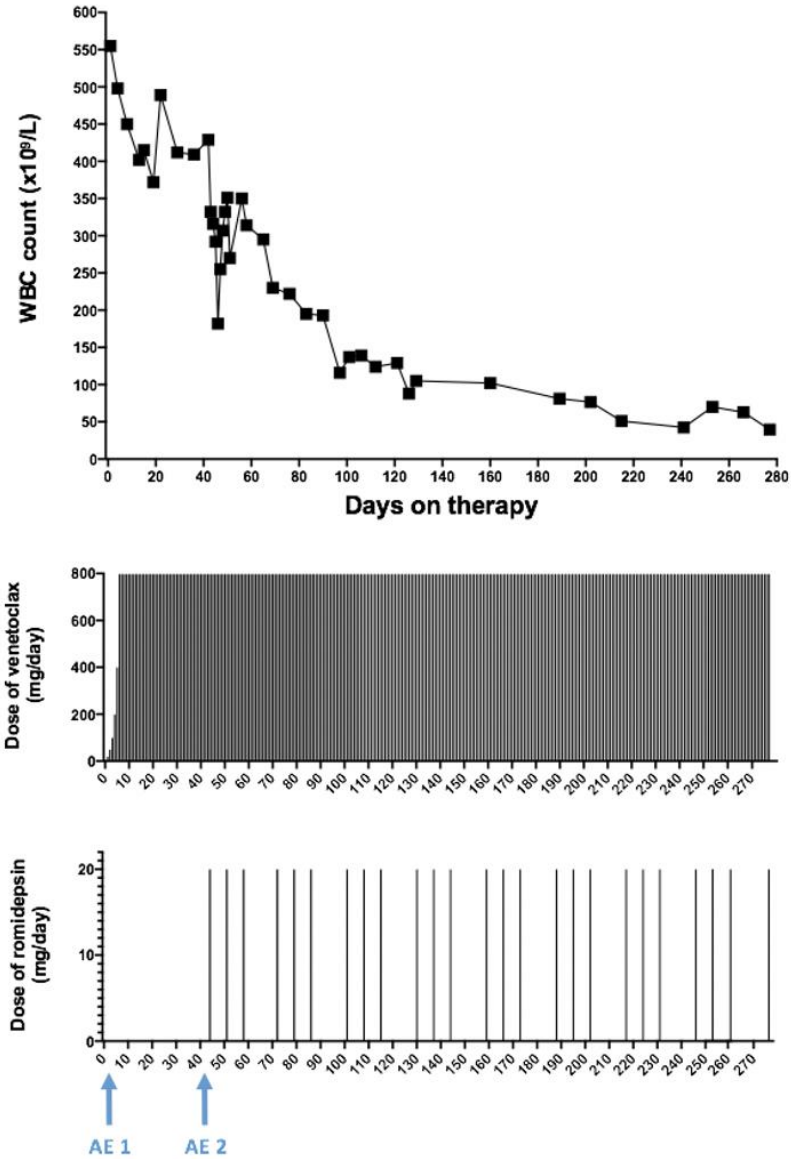 600
550
500
450
400
350
300
250
200
150
100
50
0
WBC count (x10⁹/L)
0 20 40 60 80 100 120 140 160 180 200 220 240 260 280
Days on therapy
800
600
400
200
0
Dose of venetoclax
(mg/day)
0 10 20 30 40 50 60 70 80 90 100 110 120 130 140 150 160 170 180 190 200 210 220 230 240 250 260 270
20
10
0
Dose of romidepsin
(mg/day)
0 10 20 30 40 50 60 70 80 90 100 110 120 130 140 150 160 170 180 190 200 210 220 230 240 250 260 270
AE 1 AE 2